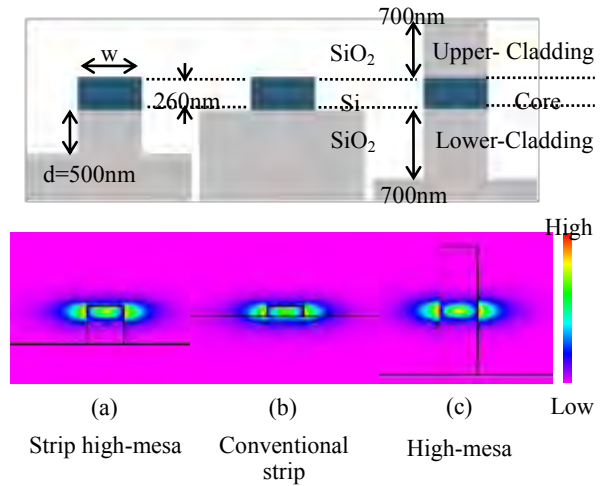 700nm
w
SiO2
Upper- Cladding
260nm
Si
Core
SiO2
Lower-Cladding
d=500nm
700nm
High
(a)
(b)
(c)
Low
Strip high-mesa
Conventional
strip
High-mesa